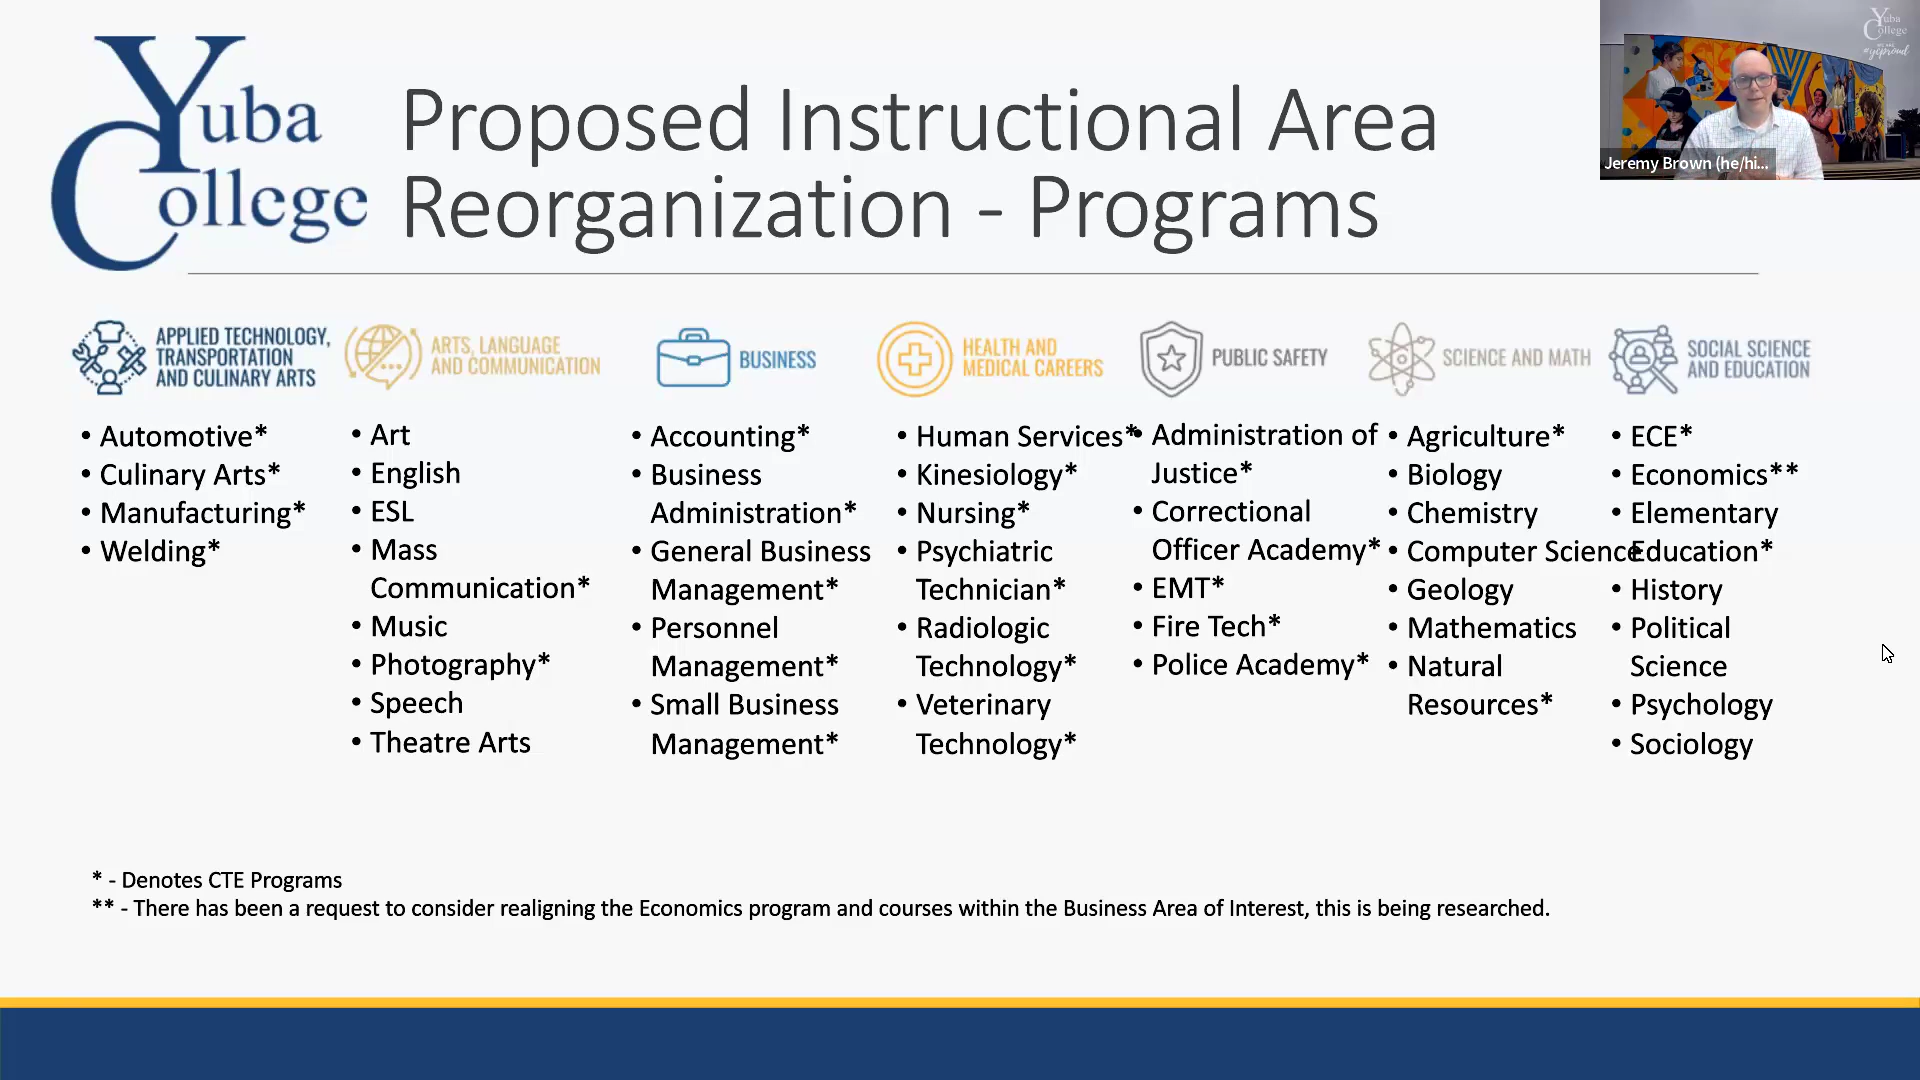 Yuba
College
Proposed Instructional Area
Reorganization - Programs
Yuba
College
#ycproud
Jeremy Brown (he/hi...
APPLIED TECHNOLOGY,
TRANSPORTATION
AND CULINARY ARTS
• Automotive*
• Culinary Arts*
• Manufacturing*
• Welding*
ARTS, LANGUAGE
AND COMMUNICATION
• Art
• English
• ESL
• Mass
Communication*
• Music
• Photography*
• Speech
• Theatre Arts
BUSINESS
• Accounting*
• Business
Administration*
• General Business
Management*
• Personnel
Management*
• Small Business
Management*
HEALTH AND
MEDICAL CAREERS
• Human Services*
• Kinesiology*
• Nursing*
• Psychiatric
Technician*
• Radiologic
Technology*
• Veterinary
Technology*
PUBLIC SAFETY
• Administration of
Justice*
• Correctional
Officer Academy*
• EMT*
• Fire Tech*
• Police Academy*
SCIENCE AND MATH
• Agriculture*
• Biology
• Chemistry
• Computer Science
• Geology
• Mathematics
• Natural
Resources*
SOCIAL SCIENCE
AND EDUCATION
• ECE*
• Economics**
• Elementary
Education*
• History
• Political
Science
• Psychology
• Sociology
* - Denotes CTE Programs
** - There has been a request to consider realigning the Economics program and courses within the Business Area of Interest, this is being researched.